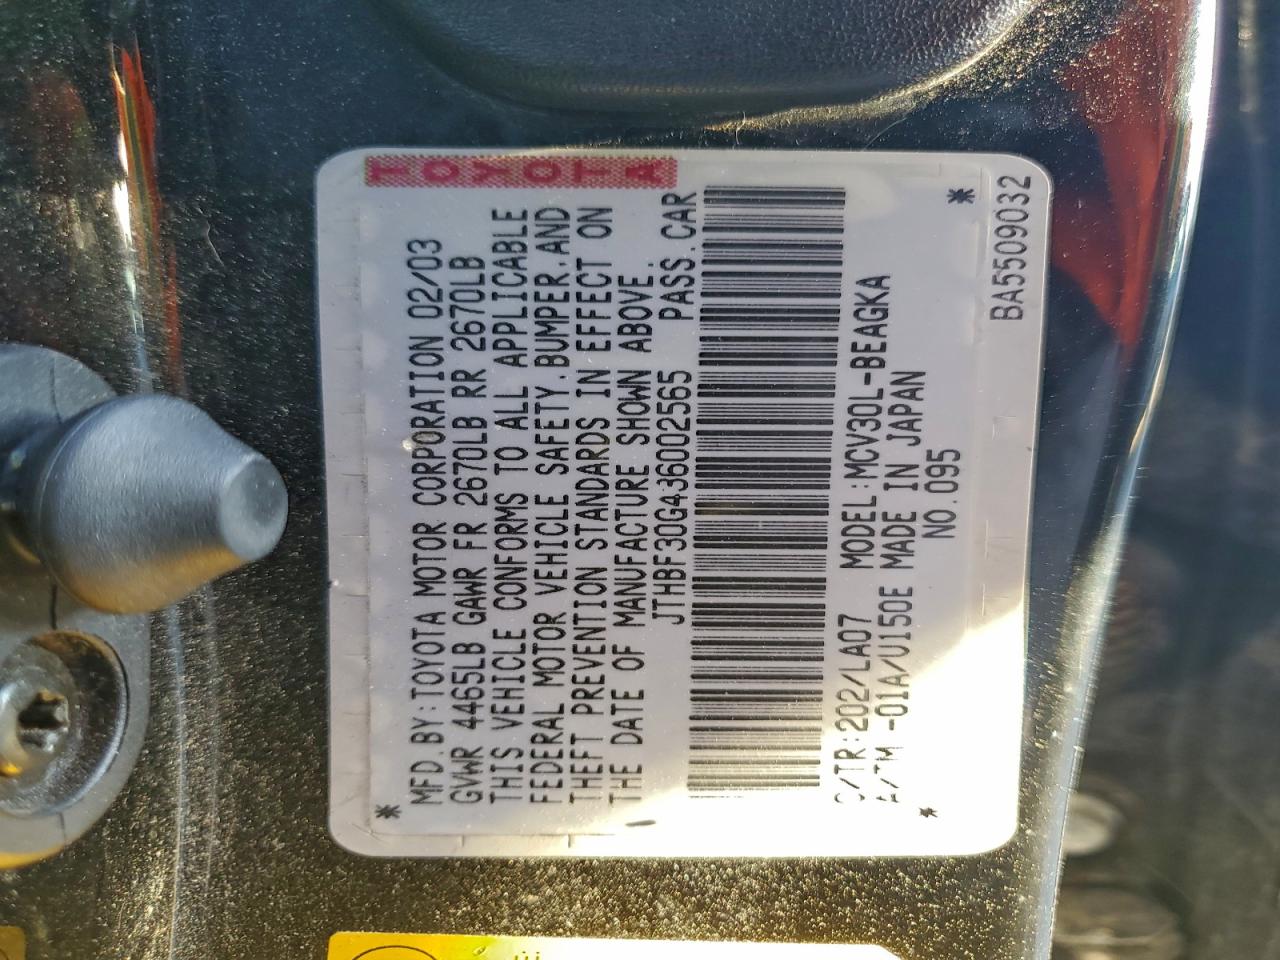 TOYOTA
MFD.BY:TOYOTA MOTOR CORPORATION 02/03
GVWR 4465LB GAWR FR 2670LB RR 2670LB
THIS VEHICLE CONFORMS TO ALL APPLICABLE
FEDERAL MOTOR VEHICLE SAFETY.BUMPER.AND
THEFT PREVENTION STANDARDS IN EFFECT ON
THE DATE OF MANUFACTURE SHOWN ABOVE.
JTHBF30G436002565 PASS.CAR
C/TR:202/LA07 MODEL:MCV30L-BEAGKA
A/TM -01A/U150E MADE IN JAPAN
NO.095
* *
BA5509032